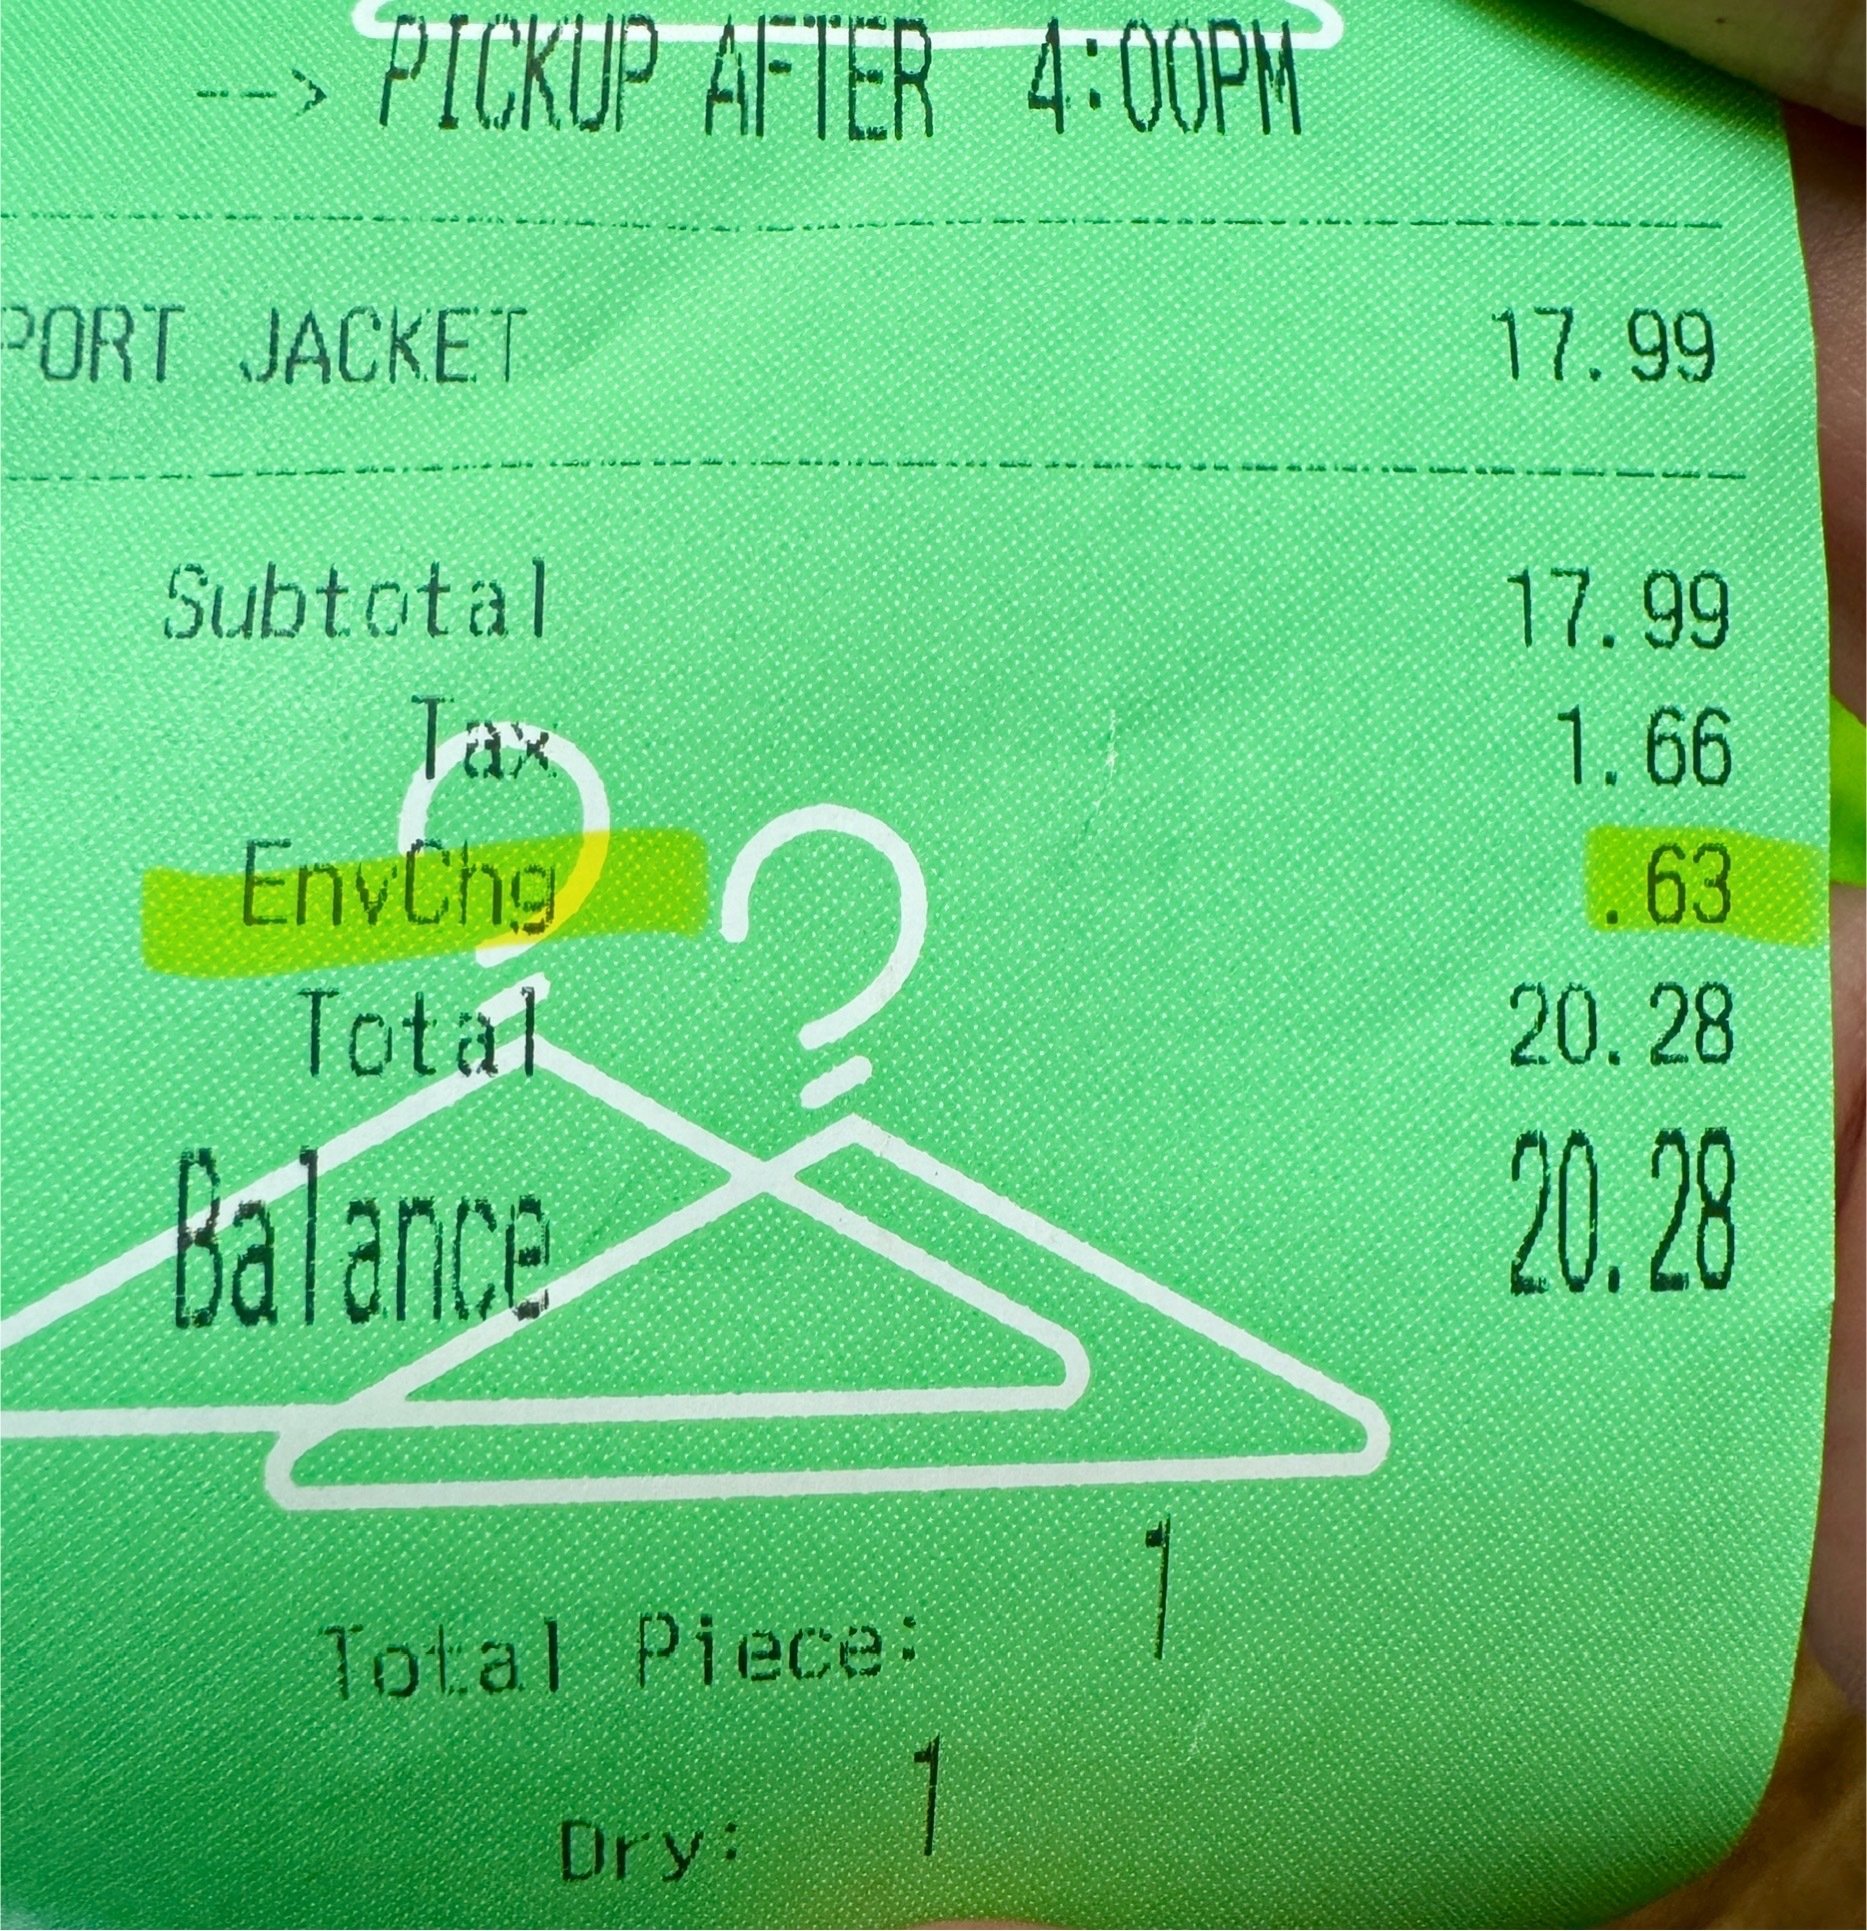 --> PICKUP AFTER 4:00PM
PORT JACKET 17.99
Subtotal 17.99
Tax 1.66
EnvChg .63
Total 20.28
Balance 20.28
Total Piece: 1
Dry: 1